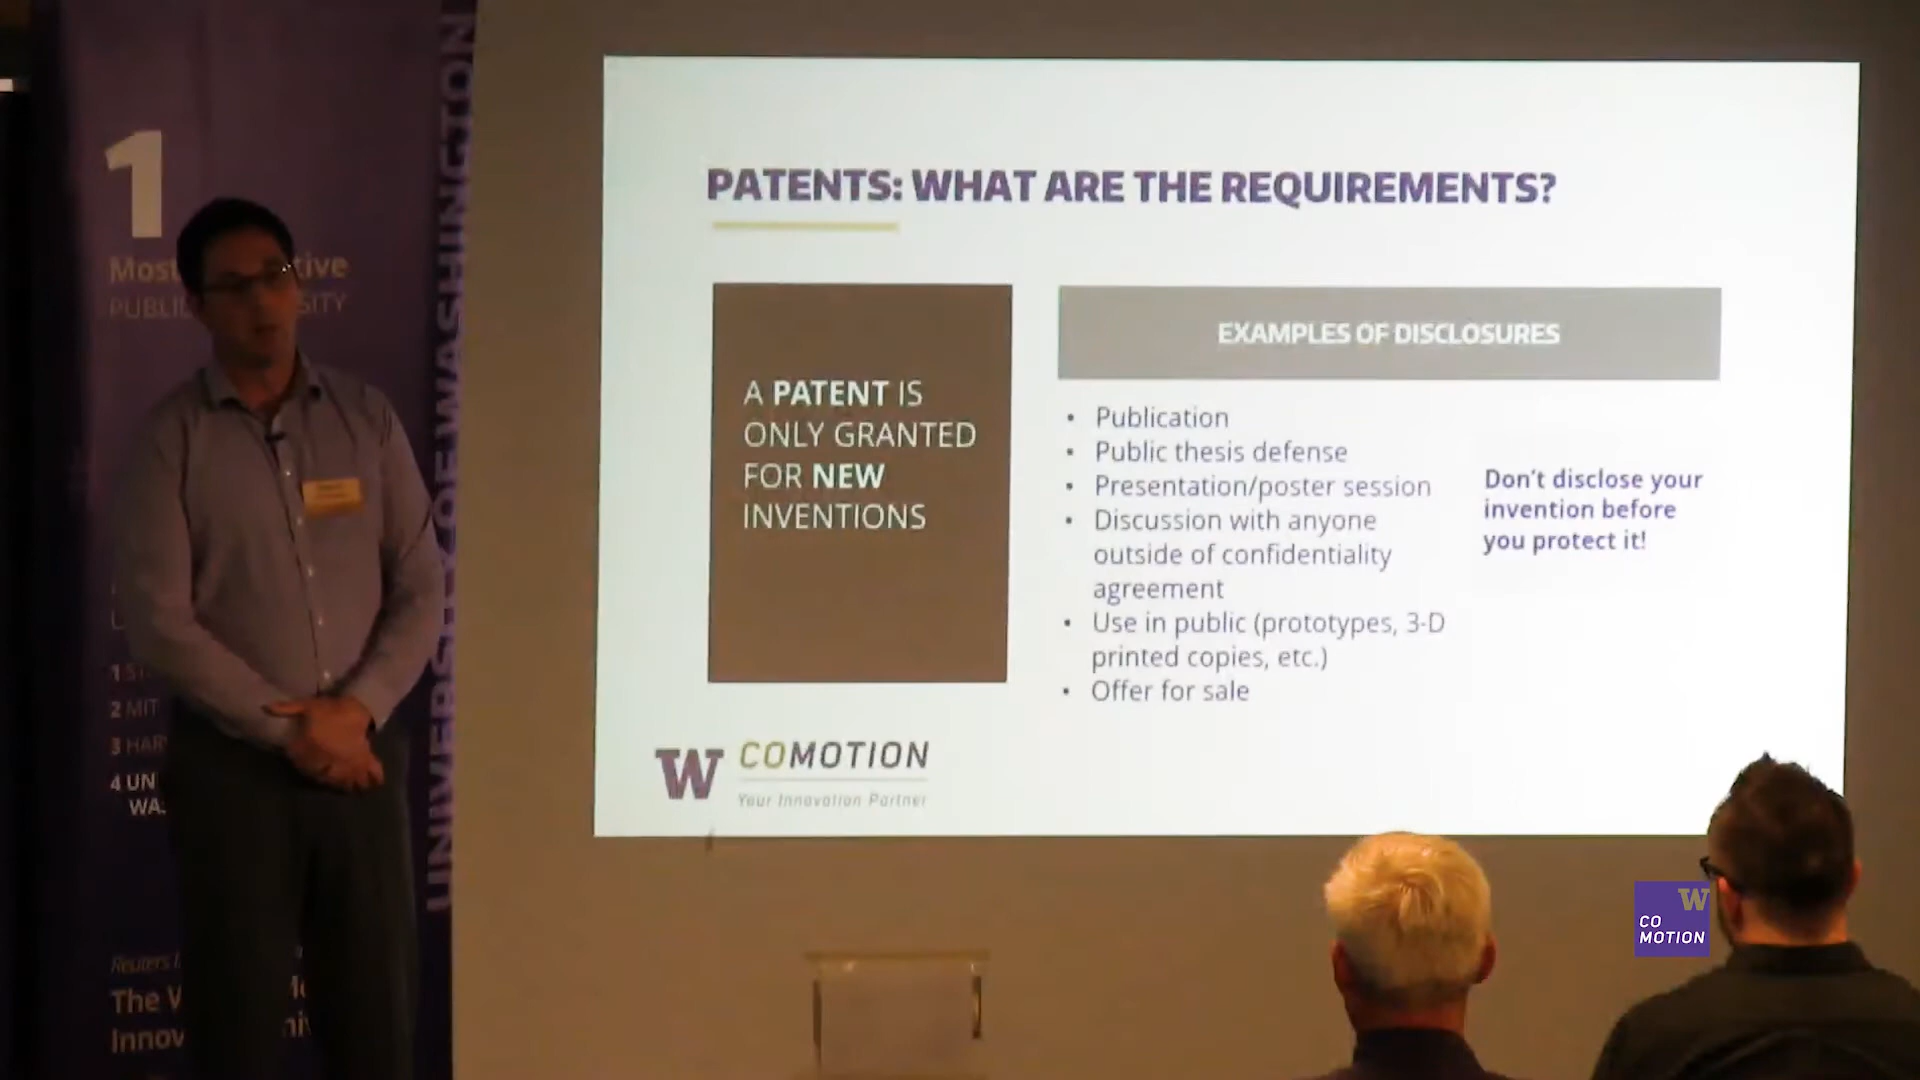 1
Most
tive
PUBLIC
SITY
UNIVERSITY OF WASHINGTON
2 MIT
3 HAR
4 UN
WA
Reuters
The W
Innov
PATENTS: WHAT ARE THE REQUIREMENTS?
A PATENT IS
ONLY GRANTED
FOR NEW
INVENTIONS
EXAMPLES OF DISCLOSURES
• Publication
• Public thesis defense
• Presentation/poster session
• Discussion with anyone
outside of confidentiality
agreement
• Use in public (prototypes, 3-D
printed copies, etc.)
• Offer for sale
Don't disclose your
invention before
you protect it!
W COMOTION
Your Innovation Partner
W
CO
MOTION